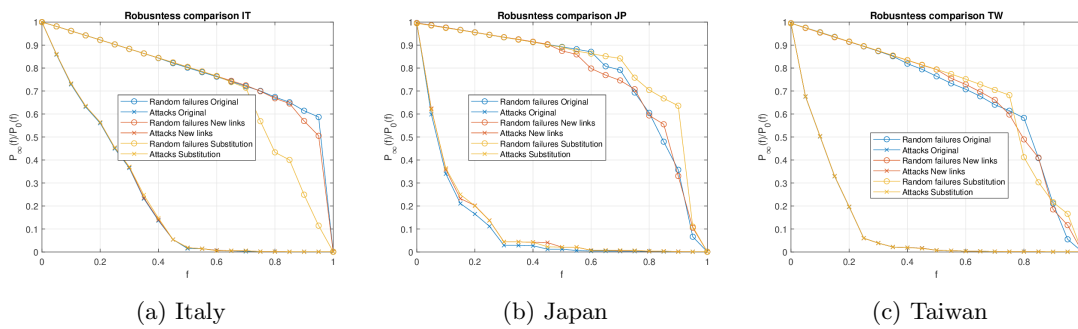 Robusntess comparison IT
P∞(f)/P0(f)
1
0.9
0.8
0.7
0.6
0.5
0.4
0.3
0.2
0.1
0
Random failures Original
Attacks Original
Random failures New links
Attacks New links
Random failures Substitution
Attacks Substitution
0 0.2 0.4 0.6 0.8 1
f
(a) Italy
Robusntess comparison JP
P∞(f)/P0(f)
1
0.9
0.8
0.7
0.6
0.5
0.4
0.3
0.2
0.1
0
Random failures Original
Attacks Original
Random failures New links
Attacks New links
Random failures Substitution
Attacks Substitution
0 0.2 0.4 0.6 0.8 1
f
(b) Japan
Robusntess comparison TW
P∞(f)/P0(f)
1
0.9
0.8
0.7
0.6
0.5
0.4
0.3
0.2
0.1
0
Random failures Original
Attacks Original
Random failures New links
Attacks New links
Random failures Substitution
Attacks Substitution
0 0.2 0.4 0.6 0.8 1
f
(c) Taiwan